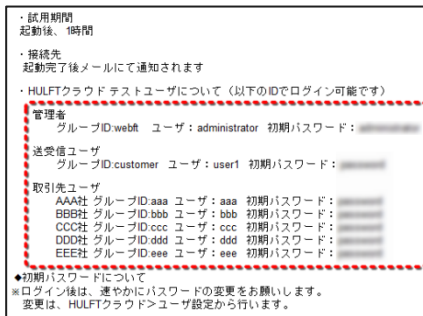 ・試用期間
起動後、1時間
・接続先
起動完了後メールにて通知されます
・HULFTクラウド テストユーザについて（以下のIDでログイン可能です）
管理者
グループID:webft ユーザ：administrator 初期パスワード：
送受信ユーザ
グループID:customer ユーザ：user1 初期パスワード：
取引先ユーザ
AAA社 グループID:aaa ユーザ：aaa 初期パスワード：
BBB社 グループID:bbb ユーザ：bbb 初期パスワード：
CCC社 グループID:ccc ユーザ：ccc 初期パスワード：
DDD社 グループID:ddd ユーザ：ddd 初期パスワード：
EEE社 グループID:eee ユーザ：eee 初期パスワード：
◆初期パスワードについて
※ログイン後は、速やかにパスワードの変更をお願いします。
変更は、HULFTクラウド＞ユーザ設定から行います。